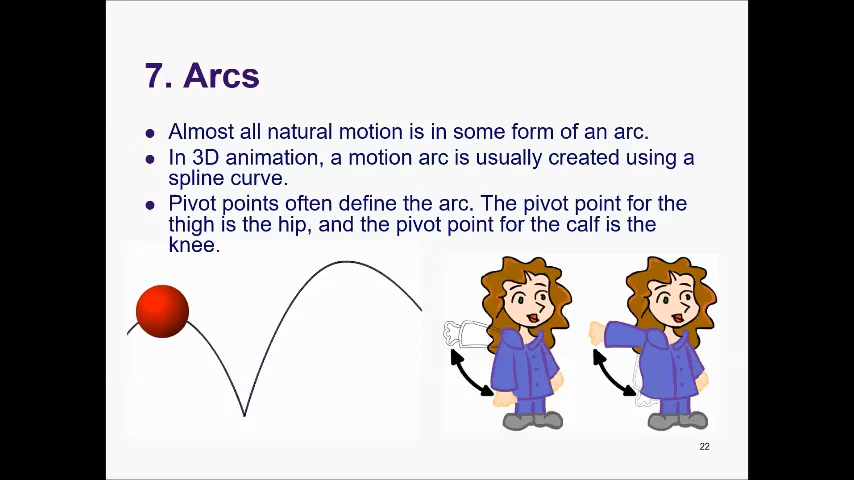 7. Arcs
Almost all natural motion is in some form of an arc.
In 3D animation, a motion arc is usually created using a
spline curve.
Pivot points often define the arc. The pivot point for the
thigh is the hip, and the pivot point for the calf is the
knee.
22